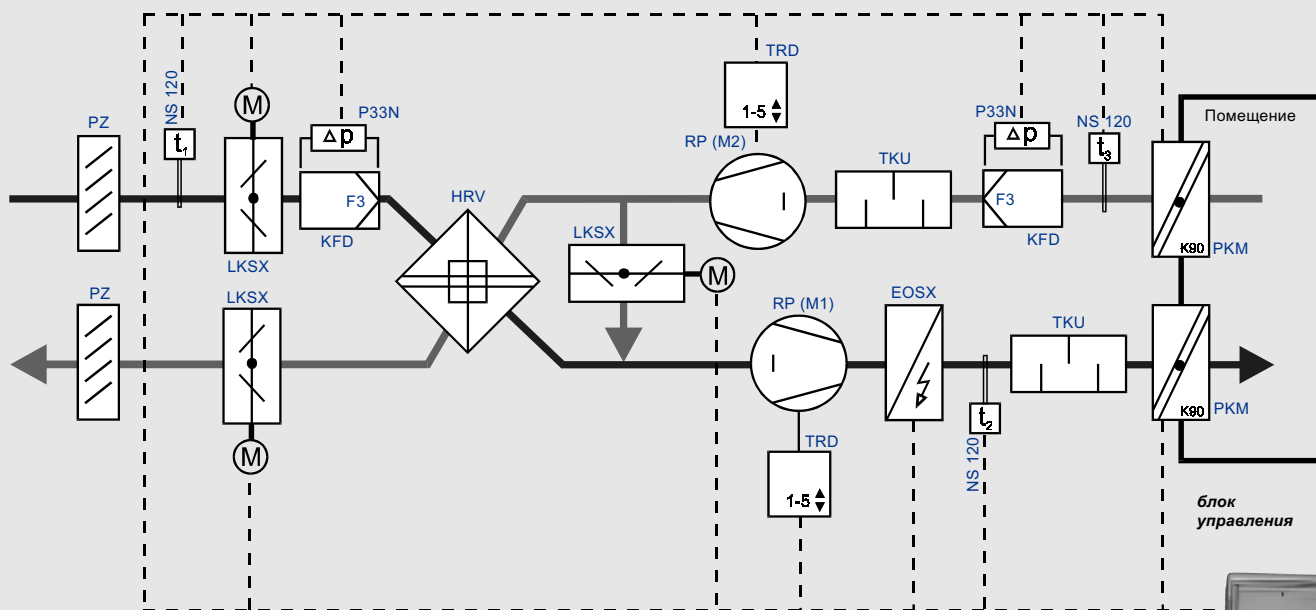 TRD
1-5
PZ
NS 120
t1
M
P33N
Δp
F3
KFD
LKSX
HRV
RP (M2)
I
TKU
P33N
Δp
F3
KFD
NS 120
t3
Помещение
K90
PKM
PZ
LKSX
M
LKSX
M
RP (M1)
I
TRD
1-5
EOSX
NS 120
t2
TKU
K90
PKM
блок
управления